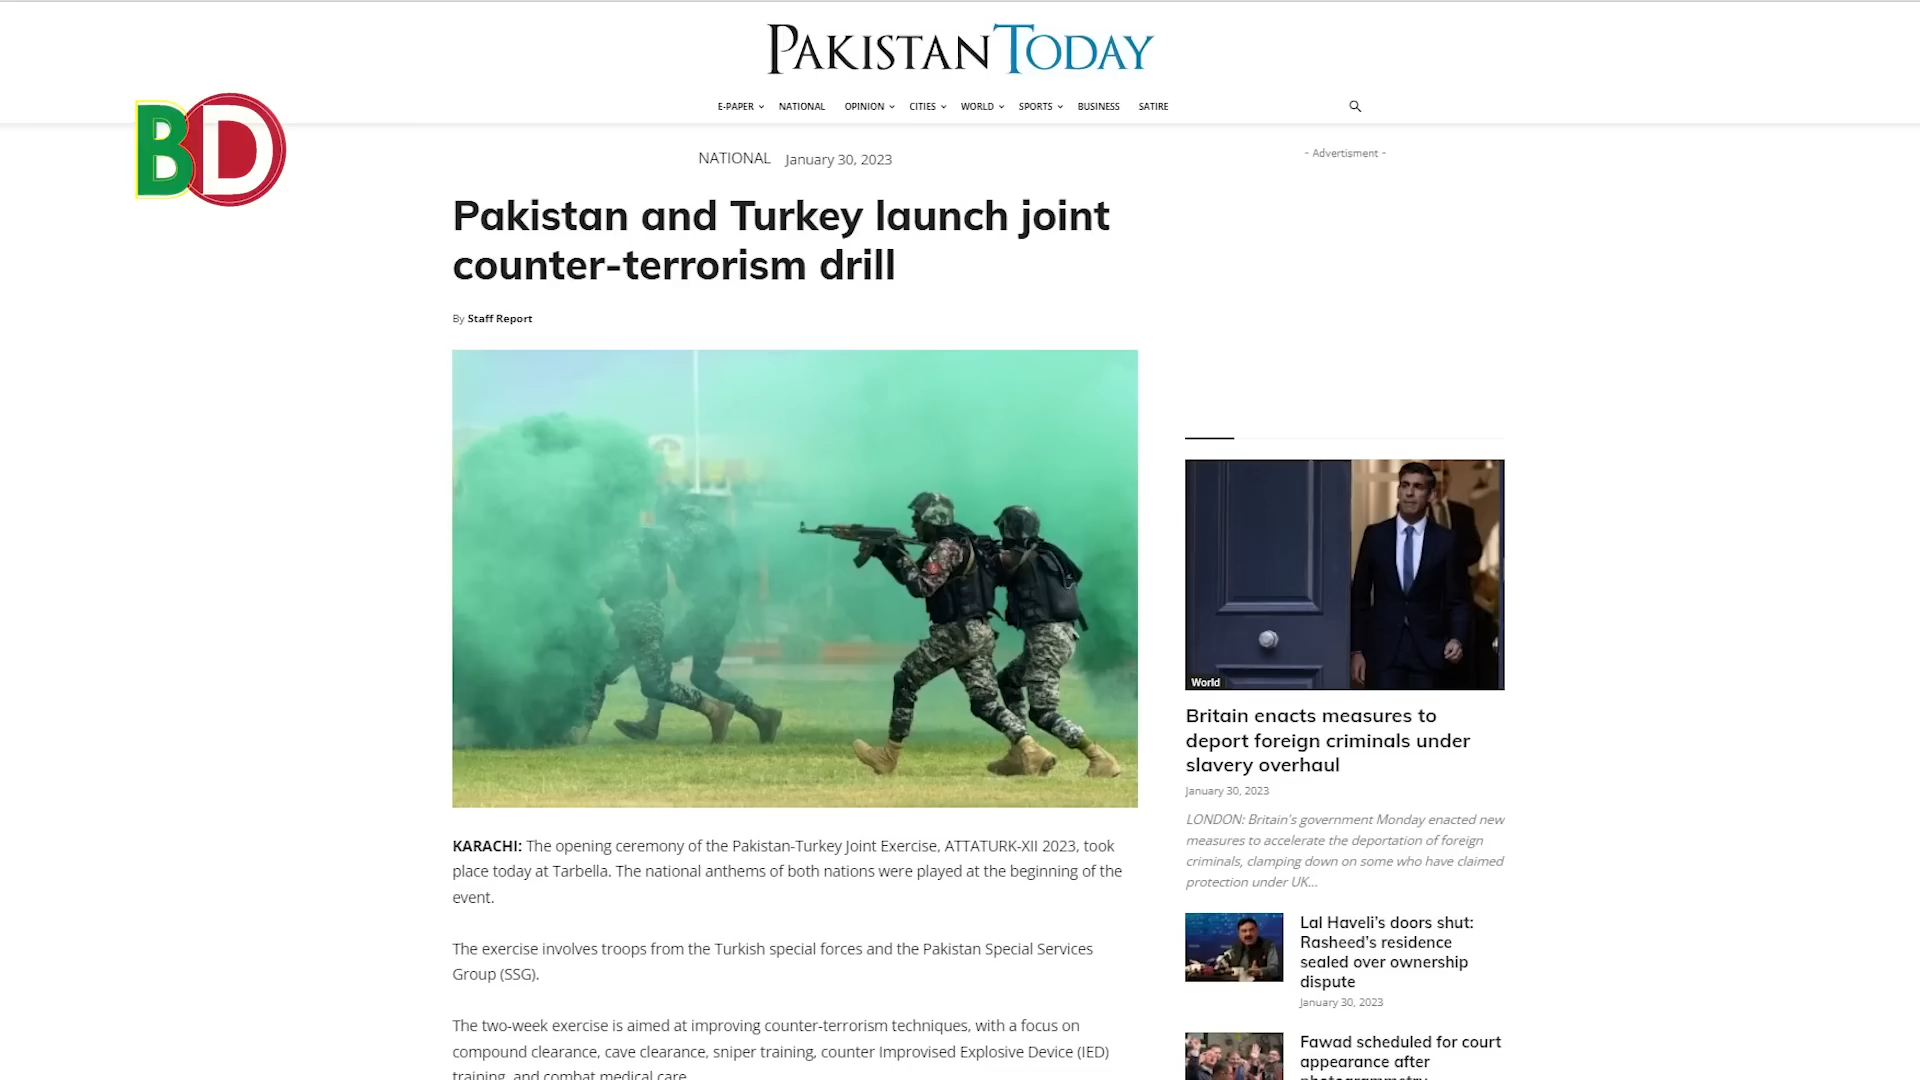 PAKISTAN TODAY
E-PAPER NATIONAL OPINION CITIES WORLD SPORTS BUSINESS SATIRE
BD
NATIONAL January 30, 2023
- Advertisment -
Pakistan and Turkey launch joint
counter-terrorism drill
By Staff Report
KARACHI: The opening ceremony of the Pakistan-Turkey Joint Exercise, ATTATURK-XII 2023, took
place today at Tarbella. The national anthems of both nations were played at the beginning of the
event.
The exercise involves troops from the Turkish special forces and the Pakistan Special Services
Group (SSG).
The two-week exercise is aimed at improving counter-terrorism techniques, with a focus on
compound clearance, cave clearance, sniper training, counter Improvised Explosive Device (IED)
training, and combat medical care.
World
Britain enacts measures to
deport foreign criminals under
slavery overhaul
January 30, 2023
LONDON: Britain's government Monday enacted new
measures to accelerate the deportation of foreign
criminals, clamping down on some who have claimed
protection under UK...
Lal Haveli's doors shut:
Rasheed's residence
sealed over ownership
dispute
January 30, 2023
Fawad scheduled for court
appearance after
photogrammetry